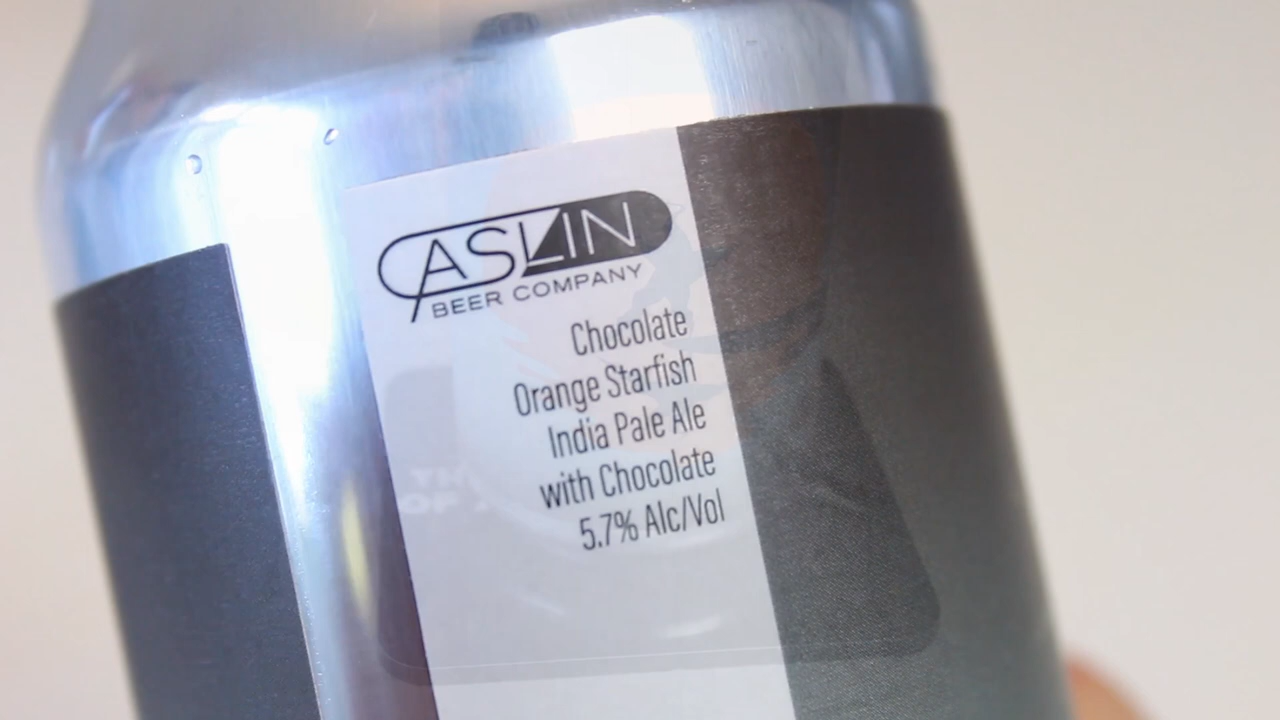 ASLIN
BEER COMPANY
Chocolate
Orange Starfish
India Pale Ale
with Chocolate
5.7% Alc/Vol